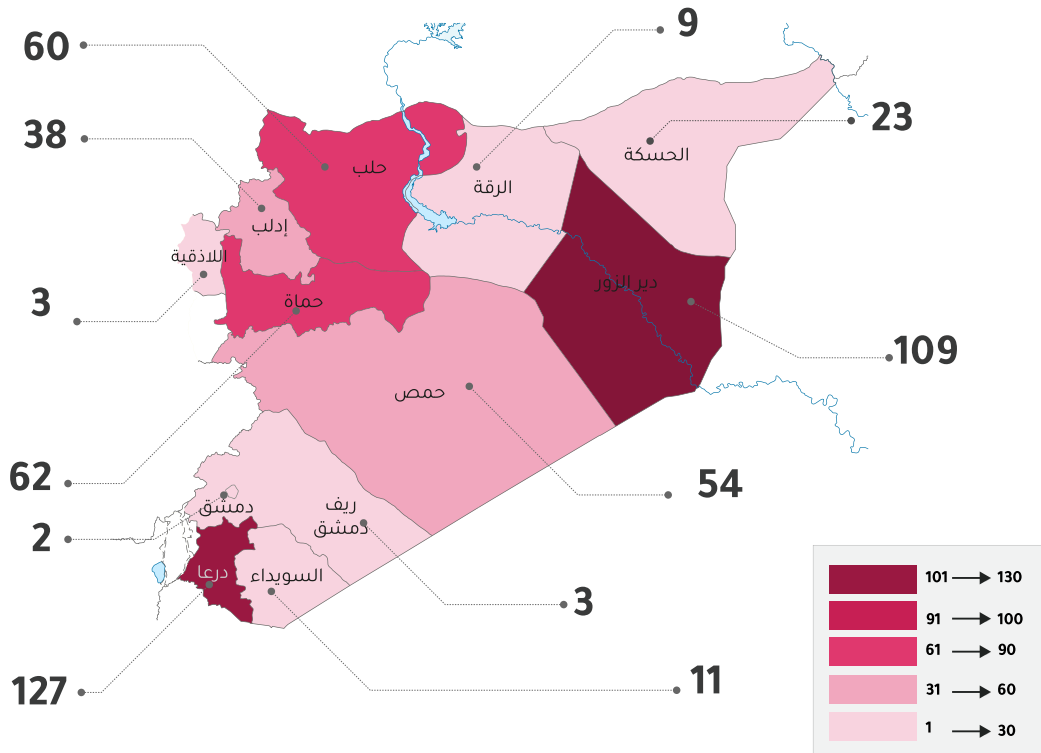 60
9
38
23
حلب
الحسكة
الرقة
إدلب
اللاذقية
دير الزور
حماة
3
109
حمص
62
54
ريف
دمشق
دمشق
2
درعا
السويداء
3
127
11
101 → 130
91 → 100
61 → 90
31 → 60
1 → 30